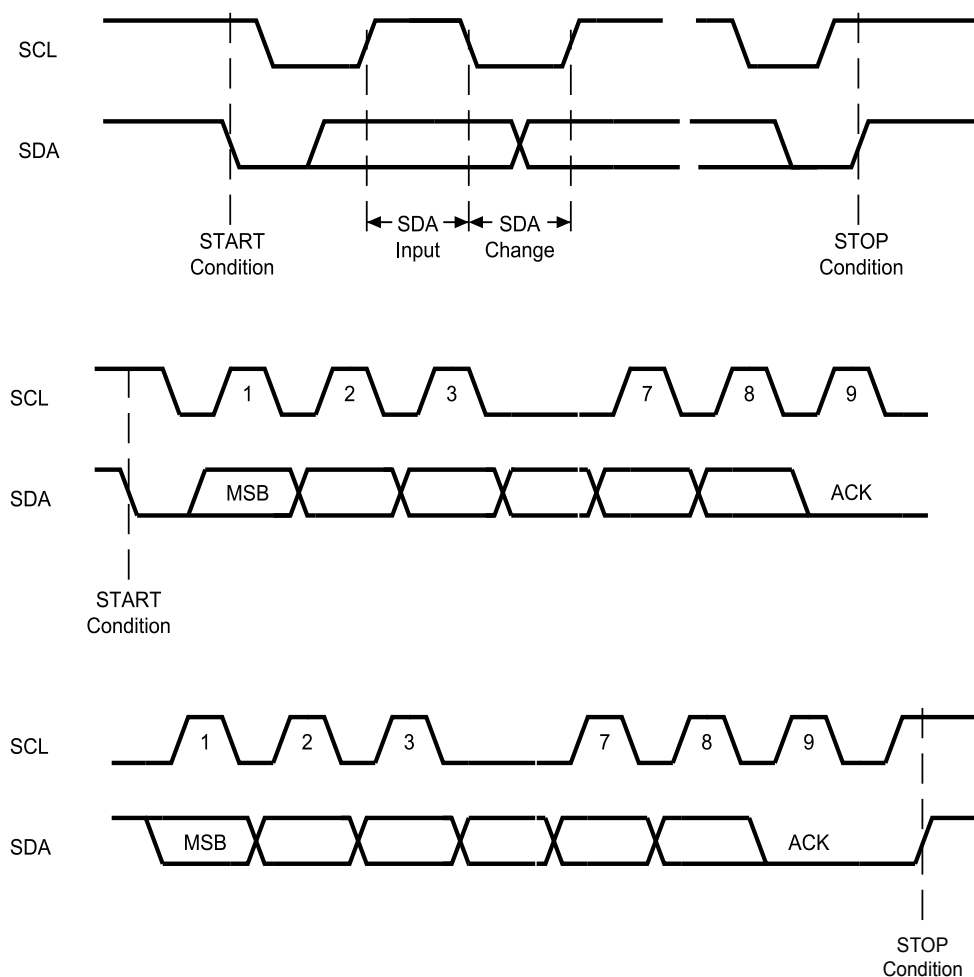 SCL
SDA
START
Condition
SDA
Input
SDA
Change
STOP
Condition
SCL
1 2 3 7 8 9
SDA
MSB
ACK
START
Condition
SCL
1 2 3 7 8 9
SDA
MSB
ACK
STOP
Condition